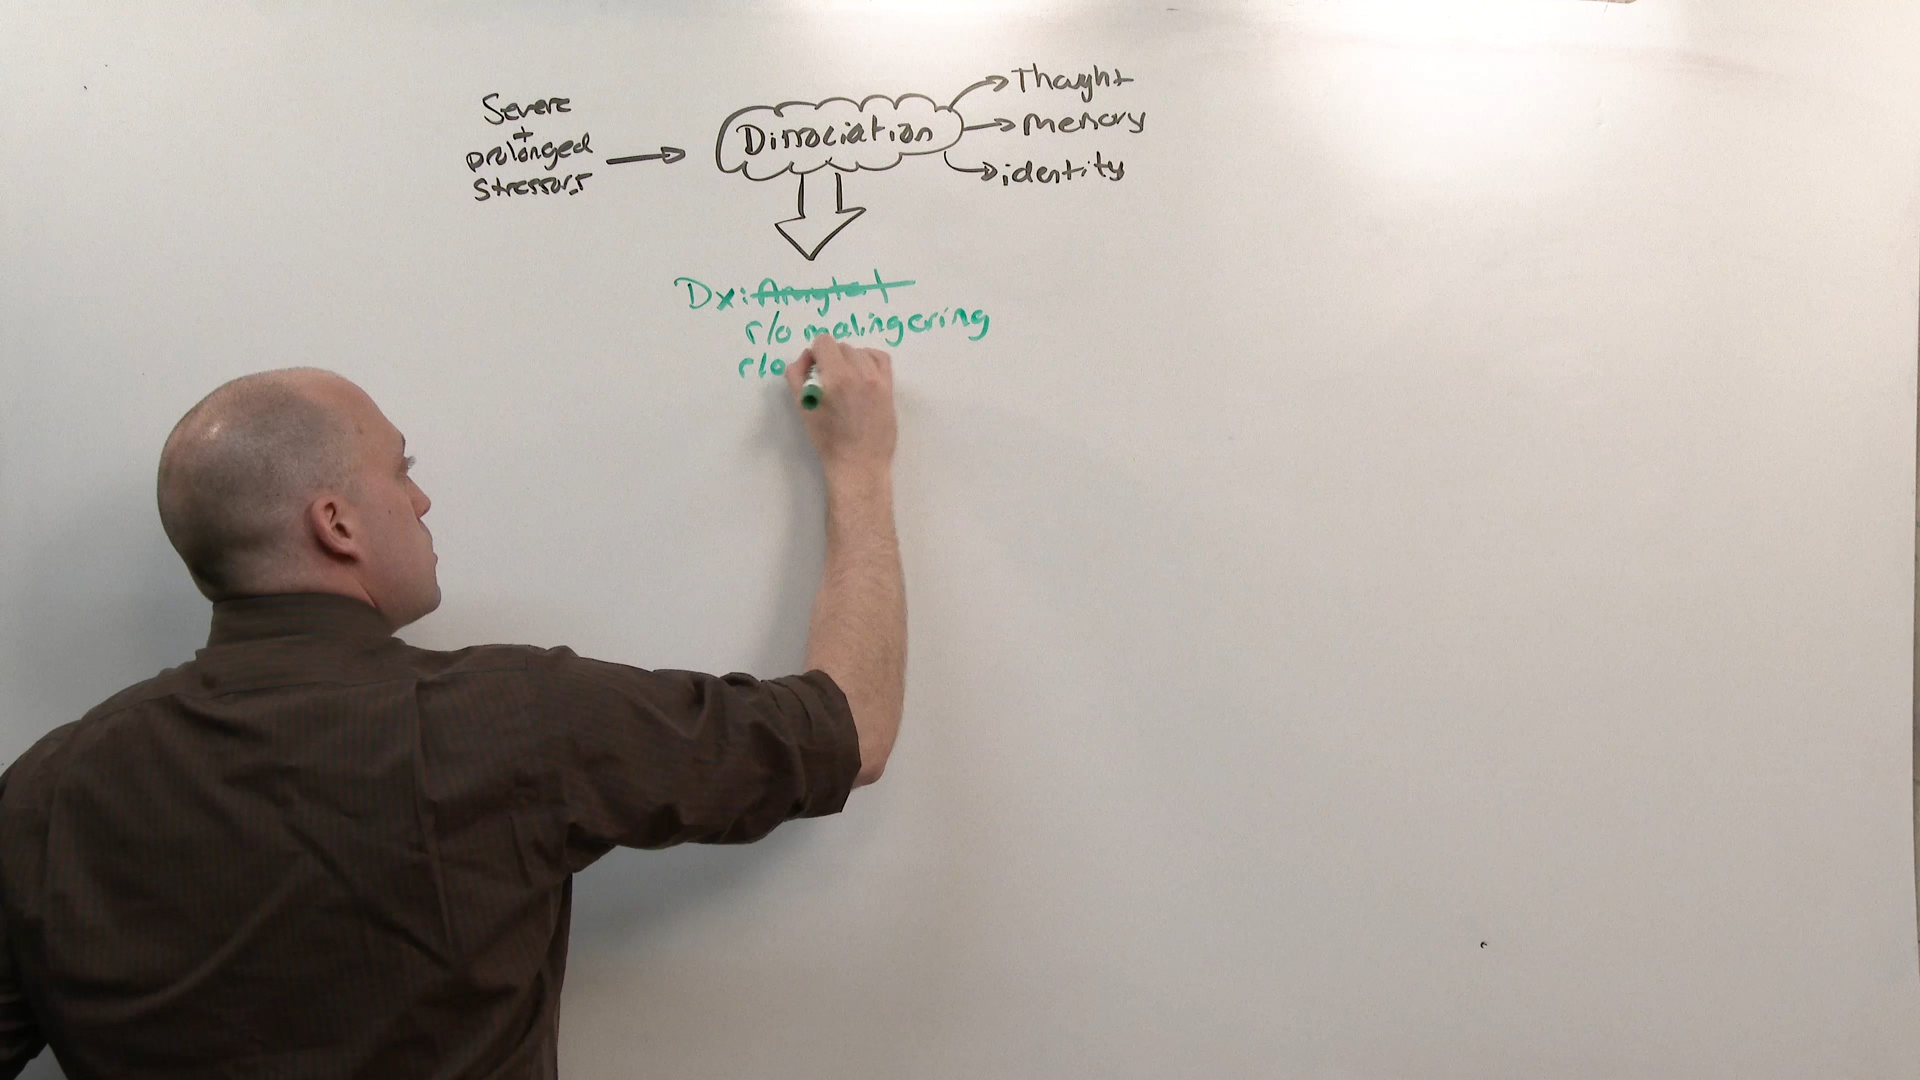 Severe
+
prolonged
stressors
Dissociation
Thought
memory
identity
Dx:
r/o malingering
r/o